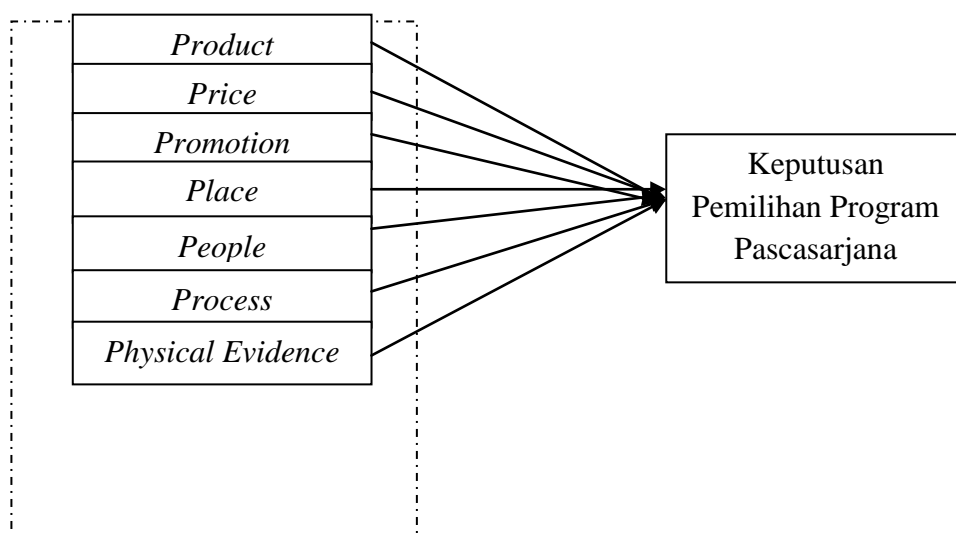 Product
Price
Promotion
Place
People
Process
Physical Evidence
Keputusan
Pemilihan Program
Pascasarjana